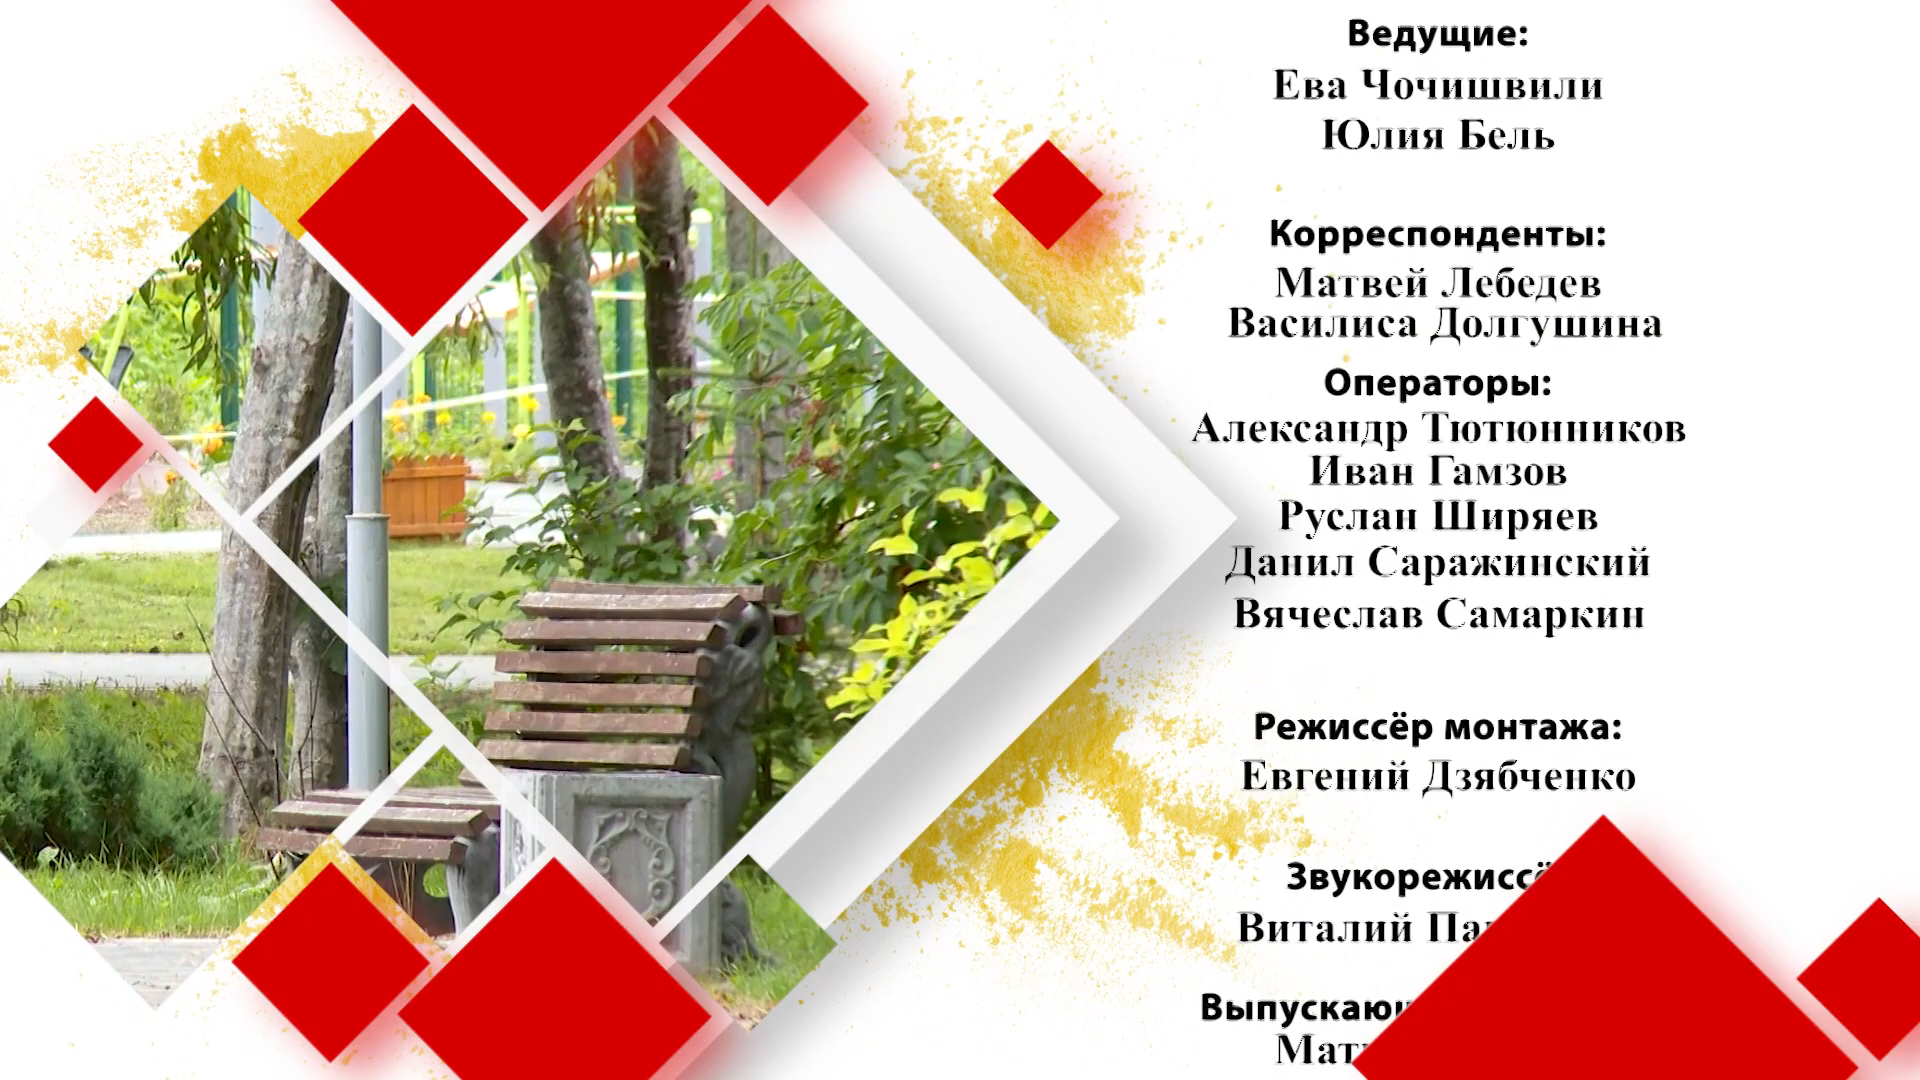 Ведущие:
Ева Чочишвили
Юлия Бель
Корреспонденты:
Матвей Лебедев
Василиса Долгушина
Операторы:
Александр Тютюнников
Иван Гамзов
Руслан Ширяев
Данил Саражинский
Вячеслав Самаркин
Режиссёр монтажа:
Евгений Дзябченко
Виталий